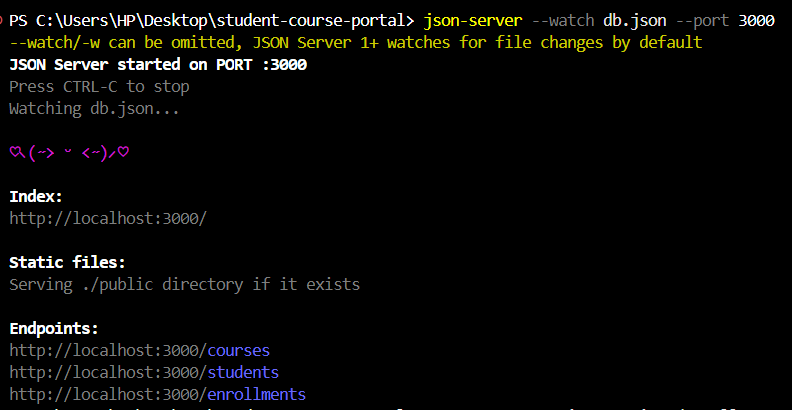 PS C:\Users\HP\Desktop\student-course-portal> json-server --watch db.json --port 3000
--watch/-w can be omitted, JSON Server 1+ watches for file changes by default
JSON Server started on PORT :3000
Press CTRL-C to stop
Watching db.json...
♡⸜(˶˃ ᵕ ˂˶)⸝♡
Index:
http://localhost:3000/
Static files:
Serving ./public directory if it exists
Endpoints:
http://localhost:3000/courses
http://localhost:3000/students
http://localhost:3000/enrollments